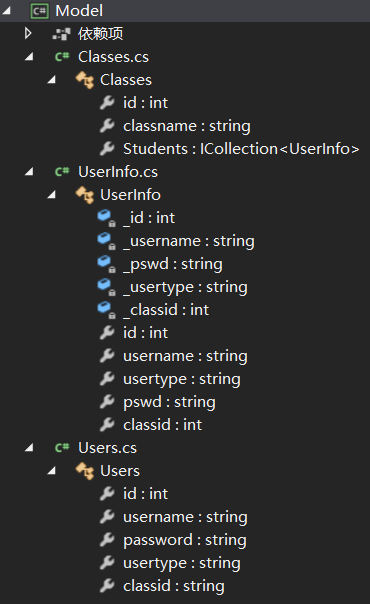 C# Model
依赖项
C# Classes.cs
Classes
id : int
classname : string
Students : ICollection<UserInfo>
C# UserInfo.cs
UserInfo
_id : int
_username : string
_pswd : string
_usertype : string
_classid : int
id : int
username : string
usertype : string
pswd : string
classid : int
C# Users.cs
Users
id : int
username : string
password : string
usertype : string
classid : string